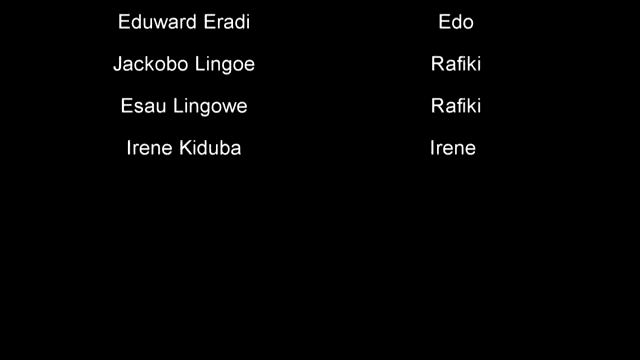 Eduward Eradi Edo
Jackobo Lingoe Rafiki
Esau Lingowe Rafiki
Irene Kiduba Irene